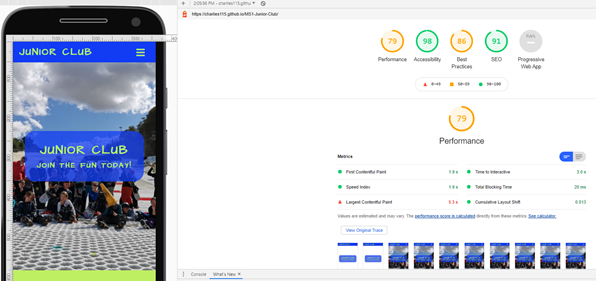 2:05:36 PM - charlies115.githu
https://charlies115.github.io/MS1-Junior-Club/
JUNIOR CLUB
JUNIOR CLUB
JOIN THE FUN TODAY!
79
98
86
91
Performance
Accessibility
Best
Practices
SEO
Progressive
Web App
0–49
50–89
90–100
79
Performance
Metrics
First Contentful Paint
1.9 s
Time to Interactive
3.6 s
Speed Index
1.9 s
Total Blocking Time
20 ms
Largest Contentful Paint
5.3 s
Cumulative Layout Shift
0.013
Values are estimated and may vary. The performance score is calculated directly from these metrics. See calculator.
View Original Trace
Console
What's New ×